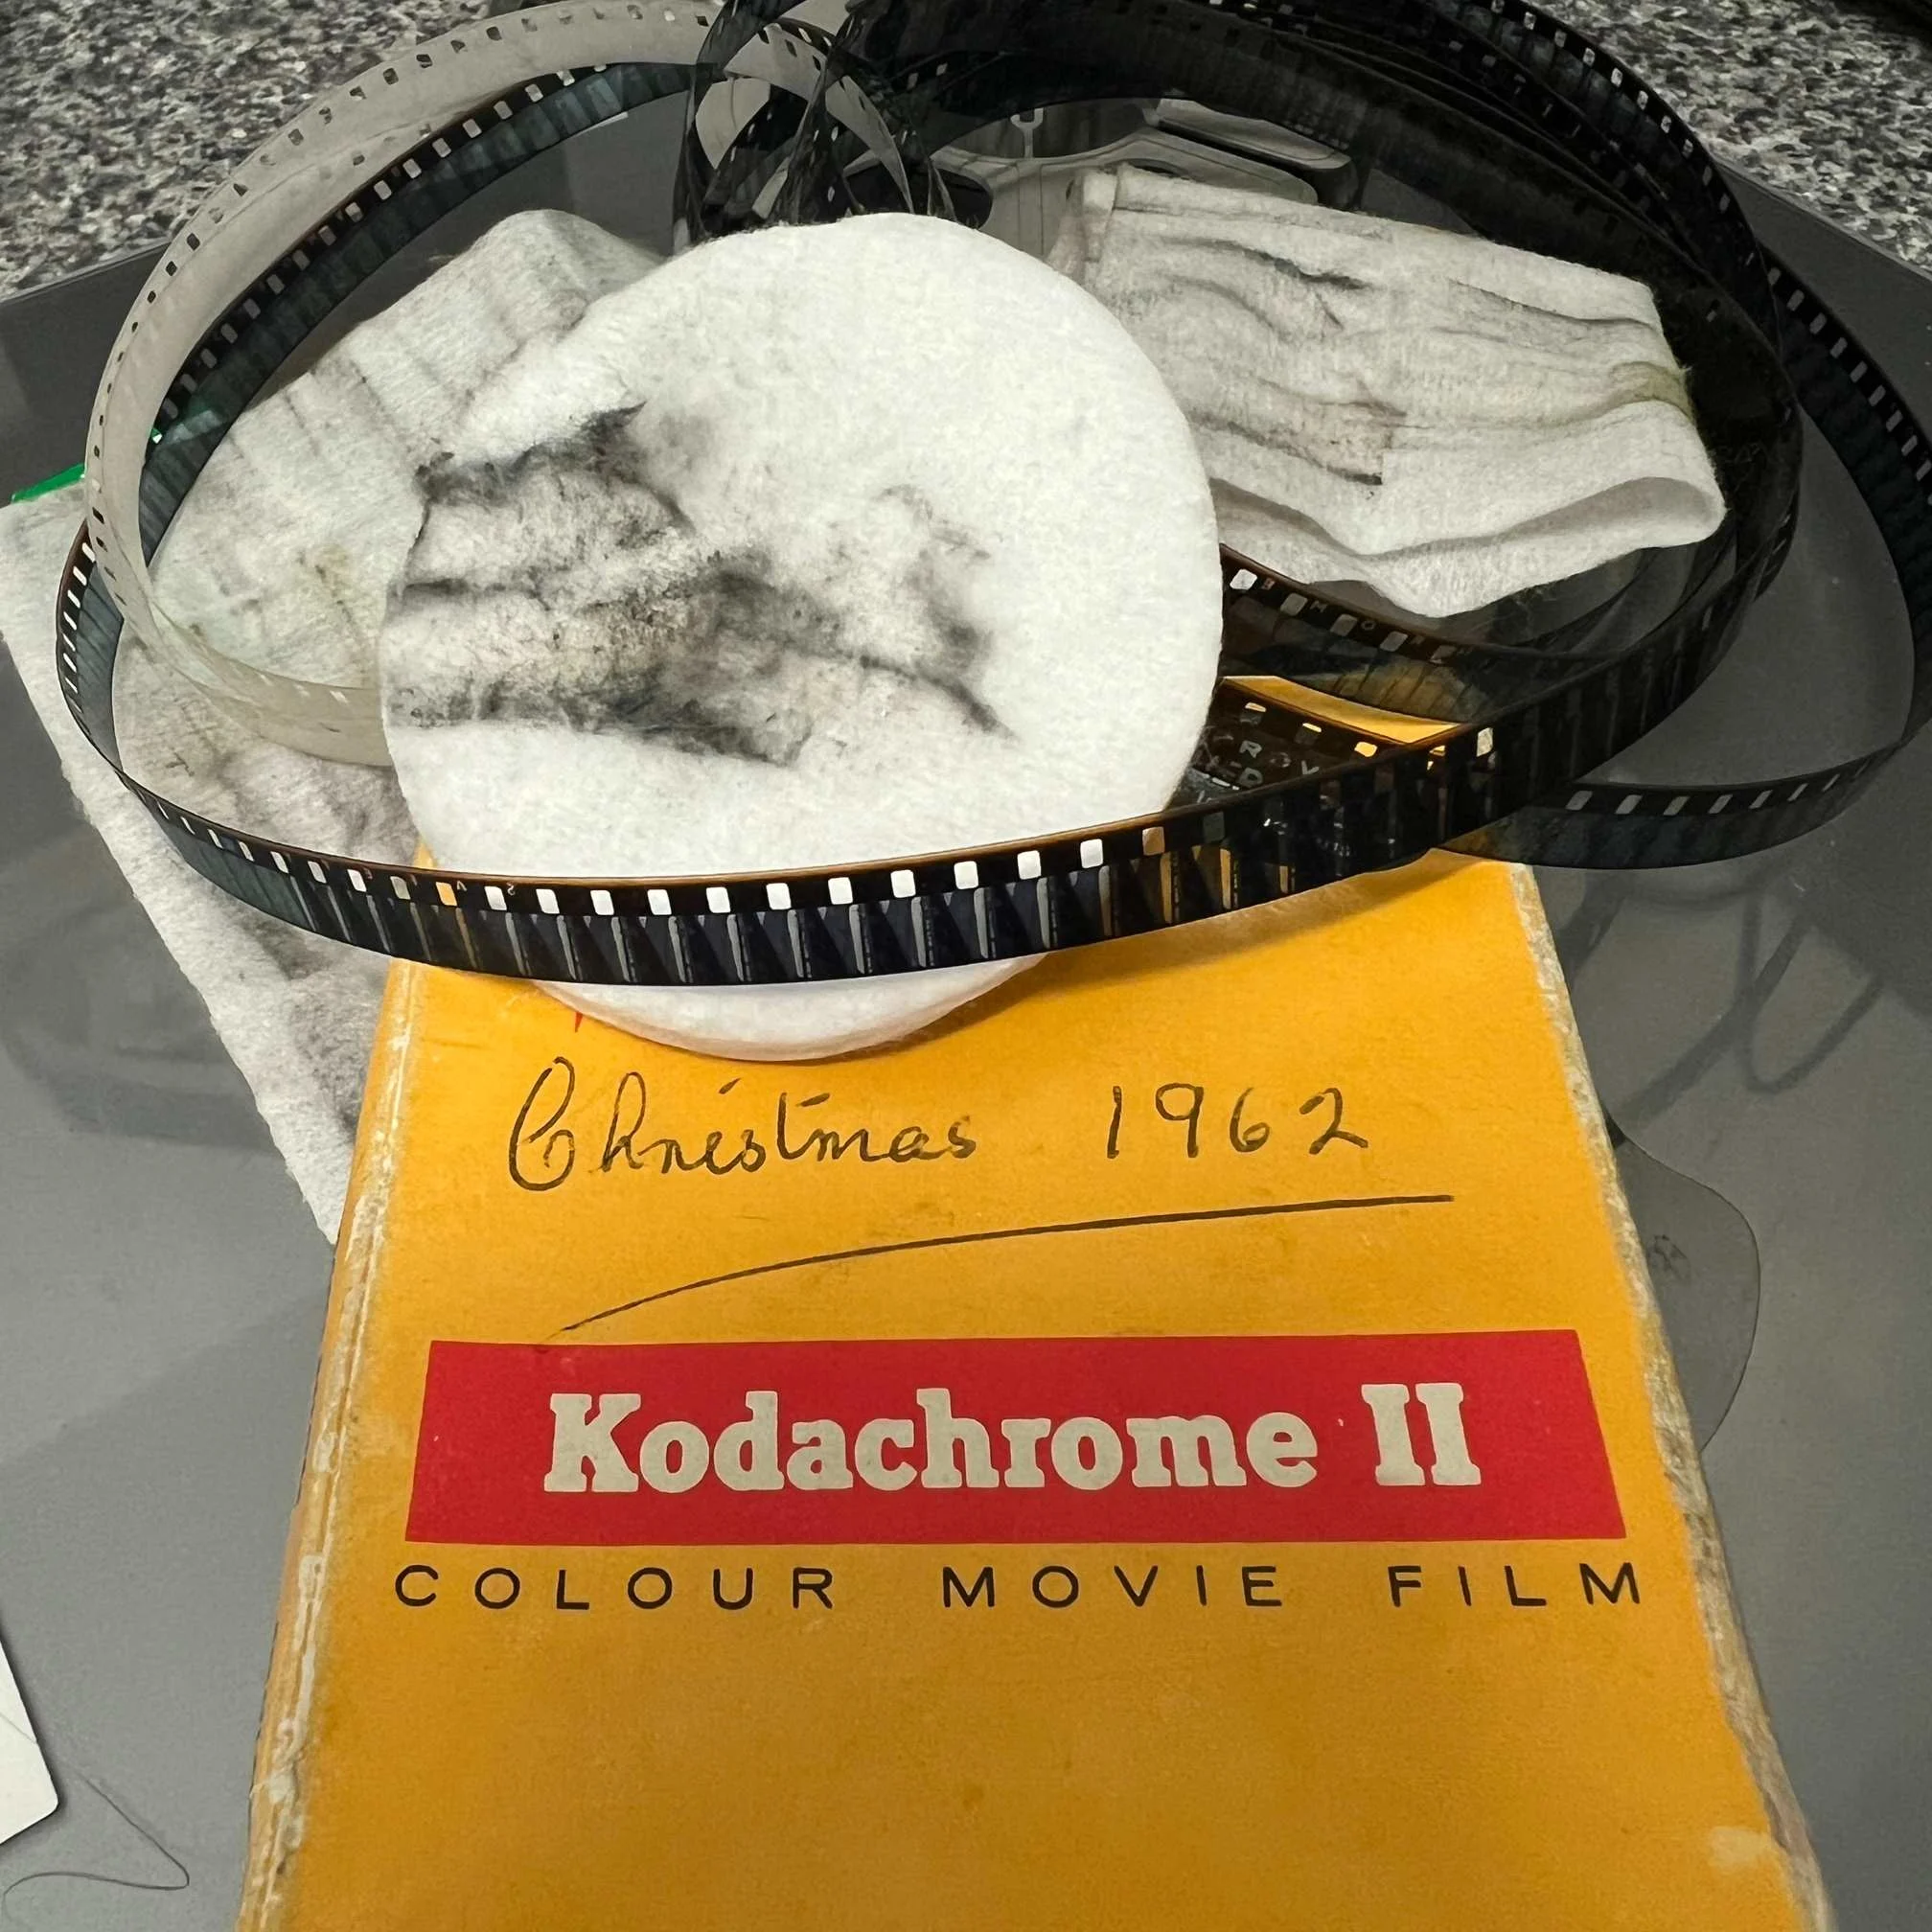 Christmas 1962
Kodachrome II
COLOUR MOVIE FILM